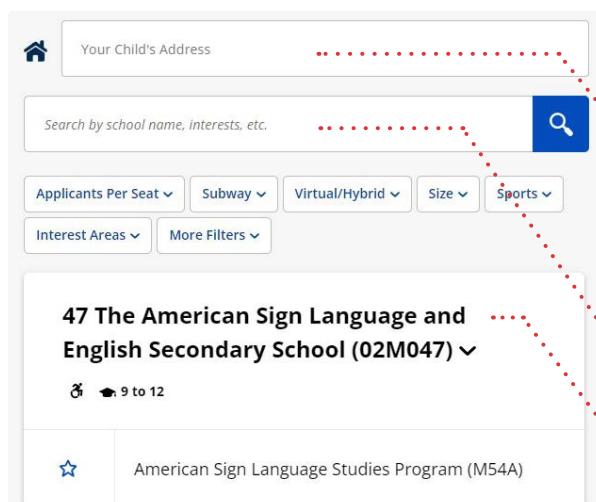 Your Child's Address
Search by school name, interests, etc.
Applicants Per Seat
Subway
Virtual/Hybrid
Size
Sports
Interest Areas
More Filters
47 The American Sign Language and
English Secondary School (02M047)
9 to 12
American Sign Language Studies Program (M54A)